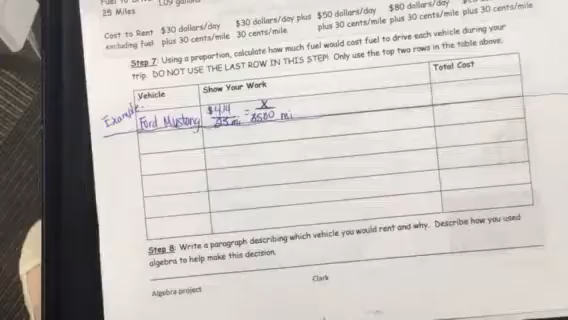 25 Miles
Cost to Rent $30 dollars/day $30 dollars/day plus $50 dollars/day $80 dollars/day
excluding fuel plus 30 cents/mile 30 cents/mile plus 30 cents/mile plus 30 cents/mile plus 30 cents/mile
Step 7: Using a proportion, calculate how much fuel would cost fuel to drive each vehicle during your
trip. DO NOT USE THE LAST ROW IN THIS STEP! Only use the top two rows in the table above.
Vehicle Show Your Work Total Cost
Example.
Ford Mustang $4.14 / 25 mi = x / 8580 mi
Step 8: Write a paragraph describing which vehicle you would rent and why. Describe how you used
algebra to help make this decision.
Algebra project Clark